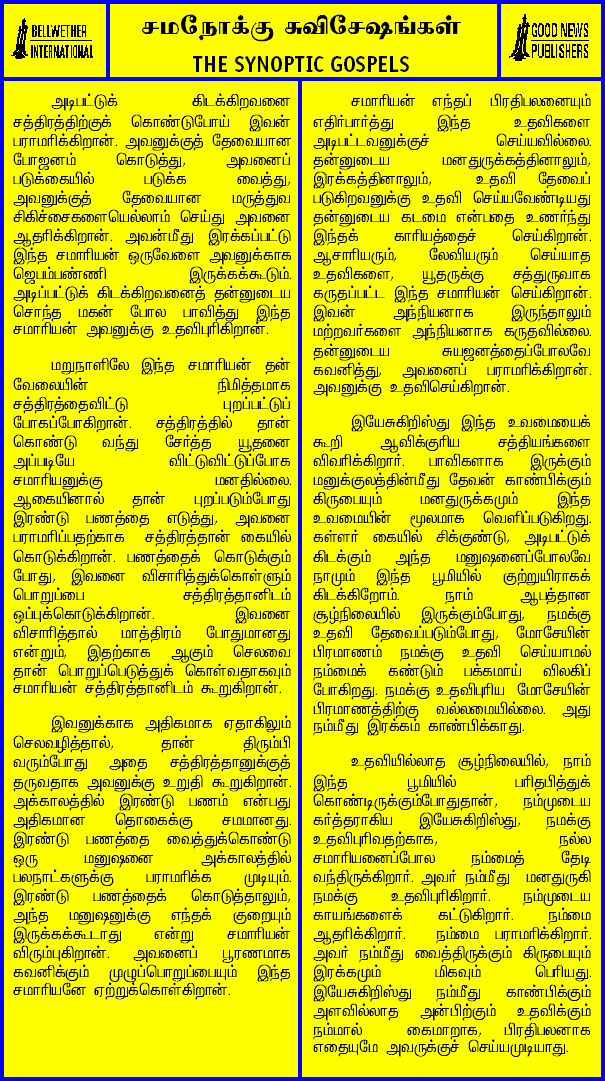 BELLWETHER
INTERNATIONAL
சமநோக்கு சுவிசேஷங்கள்
THE SYNOPTIC GOSPELS
GOOD NEWS
PUBLISHERS
அடிபட்டுக் கிடக்கிறவனை
சத்திரத்திற்குக் கொண்டுபோய் இவன்
பராமரிக்கிறான். அவனுக்குத் தேவையான
போஜனம் கொடுத்து, அவனைப்
படுக்கையில் படுக்க வைத்து,
அவனுக்குத் தேவையான மருத்துவ
சிகிச்சைகளையெல்லாம் செய்து அவனை
ஆதரிக்கிறான். அவன்மீது இரக்கப்பட்டு
இந்த சமாரியன் ஒருவேளை அவனுக்காக
ஜெபம்பண்ணி இருக்கக்கூடும்.
அடிப்பட்டுக் கிடக்கிறவனைத் தன்னுடைய
சொந்த மகன் போல பாவித்து இந்த
சமாரியன் அவனுக்கு உதவிபுரிகிறான்.
மறுநாளிலே இந்த சமாரியன் தன்
வேலையின் நிமித்தமாக
சத்திரத்தைவிட்டு புறப்பட்டுப்
போகப்போகிறான். சத்திரத்தில் தான்
கொண்டு வந்து சேர்த்த யூதனை
அப்படியே விட்டுவிட்டுப்போக
சமாரியனுக்கு மனதில்லை.
ஆகையினால் தான் புறப்படும்போது
இரண்டு பணத்தை எடுத்து, அவனை
பராமரிப்பதற்காக சத்திரத்தான் கையில்
கொடுக்கிறான். பணத்தைக் கொடுக்கும்
போது, இவனை விசாரித்துக்கொள்ளும்
பொறுப்பை சத்திரத்தானிடம்
ஒப்புக்கொடுக்கிறான். இவனை
விசாரித்தால் மாத்திரம் போதுமானது
என்றும், இதற்காக ஆகும் செலவை
தான் பொறுப்பெடுத்துக் கொள்வதாகவும்
சமாரியன் சத்திரத்தானிடம் கூறுகிறான்.
இவனுக்காக அதிகமாக ஏதாகிலும்
செலவழித்தால், தான் திரும்பி
வரும்போது அதை சத்திரத்தானுக்குத்
தருவதாக அவனுக்கு உறுதி கூறுகிறான்.
அக்காலத்தில் இரண்டு பணம் என்பது
அதிகமான தொகைக்கு சமமானது.
இரண்டு பணத்தை வைத்துக்கொண்டு
ஒரு மனுஷனை அக்காலத்தில்
பலநாட்களுக்கு பராமரிக்க முடியும்.
இரண்டு பணத்தைக் கொடுத்தாலும்,
அந்த மனுஷனுக்கு எந்தக் குறையும்
இருக்கக்கூடாது என்று சமாரியன்
விரும்புகிறான். அவனைப் பூரணமாக
கவனிக்கும் முழுப்பொறுப்பையும் இந்த
சமாரியனே ஏற்றுக்கொள்கிறான்.
சமாரியன் எந்தப் பிரதிபலனையும்
எதிர்பார்த்து இந்த உதவிகளை
அடிபட்டவனுக்குச் செய்யவில்லை.
தன்னுடைய மனதுருக்கத்தினாலும்,
இரக்கத்தினாலும், உதவி தேவைப்
படுகிறவனுக்கு உதவி செய்யவேண்டியது
தன்னுடைய கடமை என்பதை உணர்ந்து
இந்தக் காரியத்தைச் செய்கிறான்.
ஆசாரியரும், லேவியரும் செய்யாத
உதவிகளை, யூதருக்கு சத்துருவாக
கருதப்பட்ட இந்த சமாரியன் செய்கிறான்.
இவன் அந்நியனாக இருந்தாலும்
மற்றவர்களை அந்நியனாக கருதவில்லை.
தன்னுடைய சுயஜனத்தைப்போலவே
கவனித்து, அவனைப் பராமரிக்கிறான்.
அவனுக்கு உதவிசெய்கிறான்.
இயேசுகிறிஸ்து இந்த உவமையைக்
கூறி ஆவிக்குரிய சத்தியங்களை
விவரிக்கிறார். பாவிகளாக இருக்கும்
மனுக்குலத்தின்மீது தேவன் காண்பிக்கும்
கிருபையும் மனதுருக்கமும் இந்த
உவமையின் மூலமாக வெளிப்படுகிறது.
கள்ளர் கையில் சிக்குண்டு, அடிபட்டுக்
கிடக்கும் அந்த மனுஷனைப்போலவே
நாமும் இந்த பூமியில் குற்றுயிராகக்
கிடக்கிறோம். நாம் ஆபத்தான
சூழ்நிலையில் இருக்கும்போது, நமக்கு
உதவி தேவைப்படும்போது, மோசேயின்
பிரமாணம் நமக்கு உதவி செய்யாமல்
நம்மைக் கண்டும் பக்கமாய் விலகிப்
போகிறது. நமக்கு உதவிபுரிய மோசேயின்
பிரமாணத்திற்கு வல்லமையில்லை. அது
நம்மீது இரக்கம் காண்பிக்காது.
உதவியில்லாத சூழ்நிலையில், நாம்
இந்த பூமியில் பரிதபித்துக்
கொண்டிருக்கும்போதுதான், நம்முடைய
கர்த்தராகிய இயேசுகிறிஸ்து, நமக்கு
உதவிபுரிவதற்காக, நல்ல
சமாரியனைப்போல நம்மைத் தேடி
வந்திருக்கிறார். அவர் நம்மீது மனதுருகி
நமக்கு உதவிபுரிகிறார். நம்முடைய
காயங்களைக் கட்டுகிறார். நம்மை
ஆதரிக்கிறார். நம்மை பராமரிக்கிறார்.
அவர் நம்மீது வைத்திருக்கும் கிருபையும்
இரக்கமும் மிகவும் பெரியது.
இயேசுகிறிஸ்து நம்மீது காண்பிக்கும்
அளவில்லாத அன்பிற்கும் உதவிக்கும்
நம்மால் கைமாறாக, பிரதிபலனாக
எதையுமே அவருக்குச் செய்யமுடியாது.